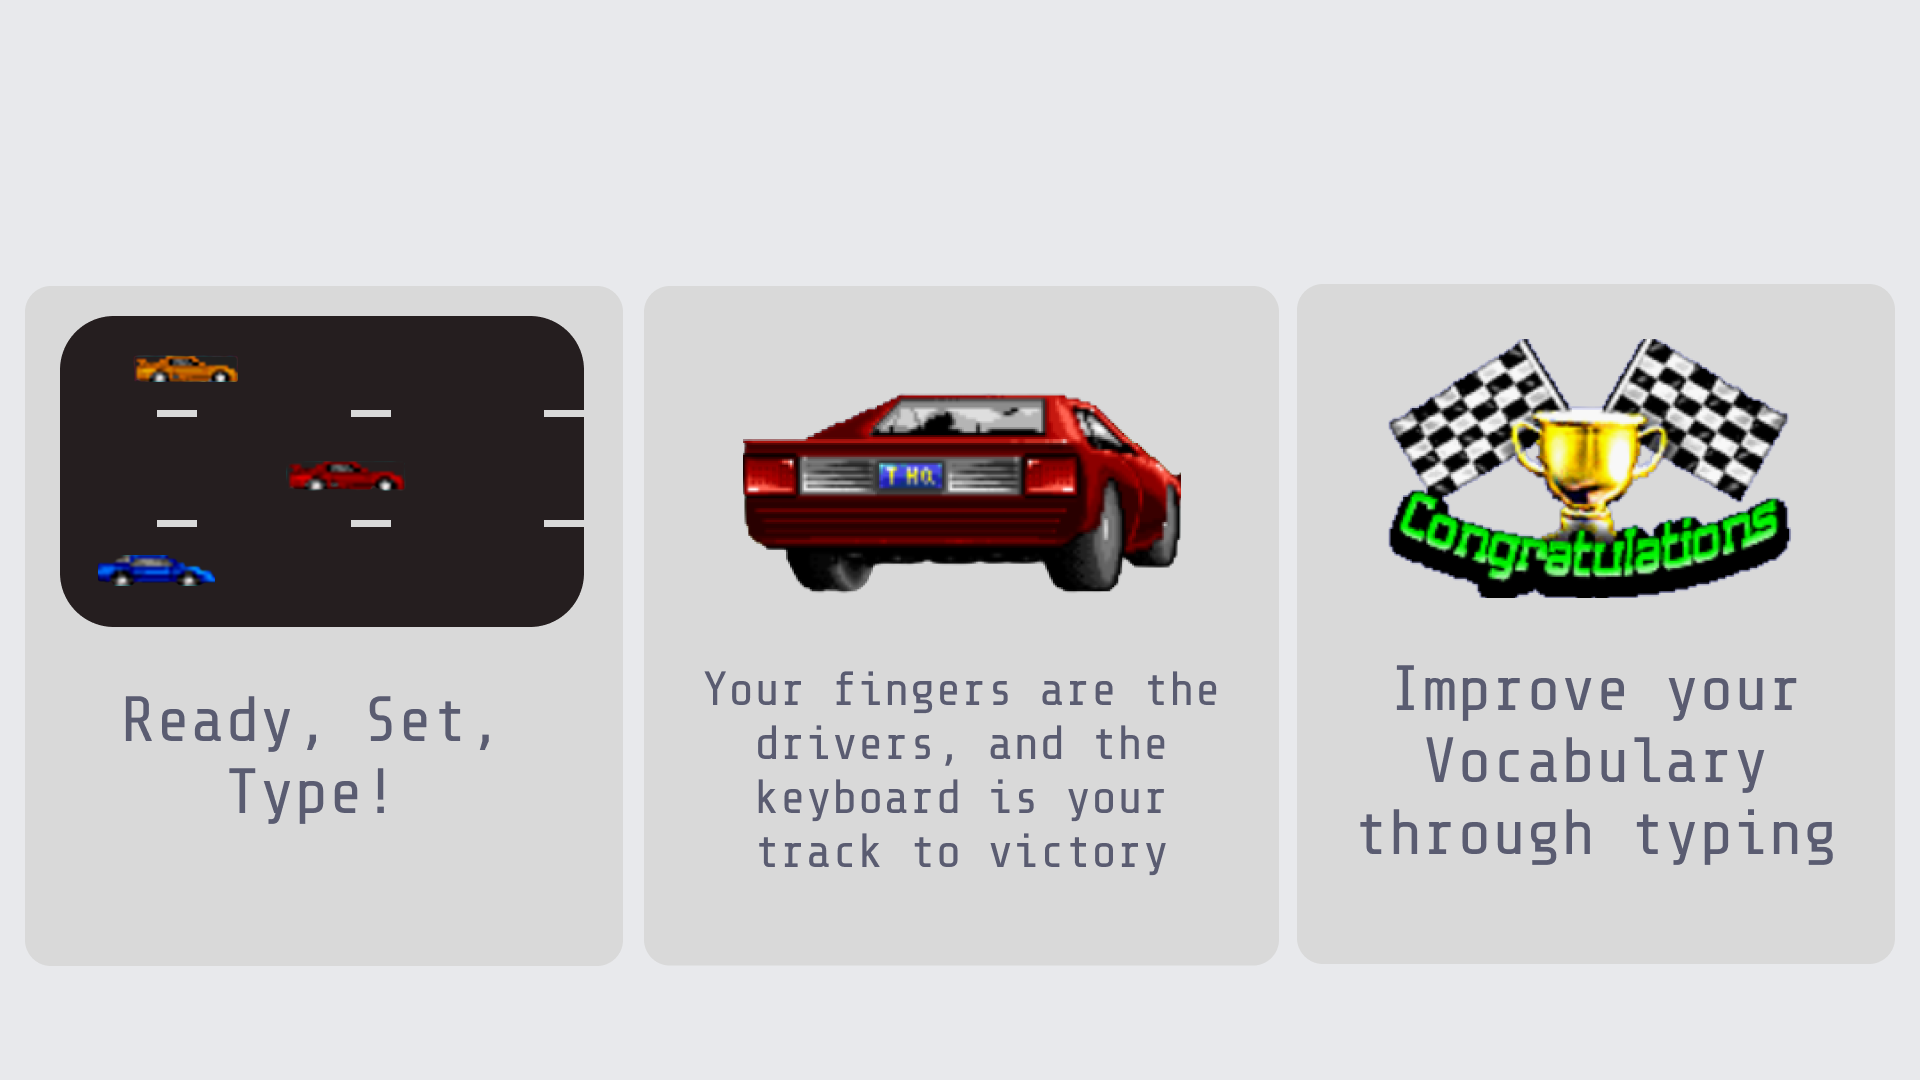 Ready, Set,
Type!
T HQ.
Your fingers are the
drivers, and the
keyboard is your
track to victory
Congratulations
Improve your
Vocabulary
through typing